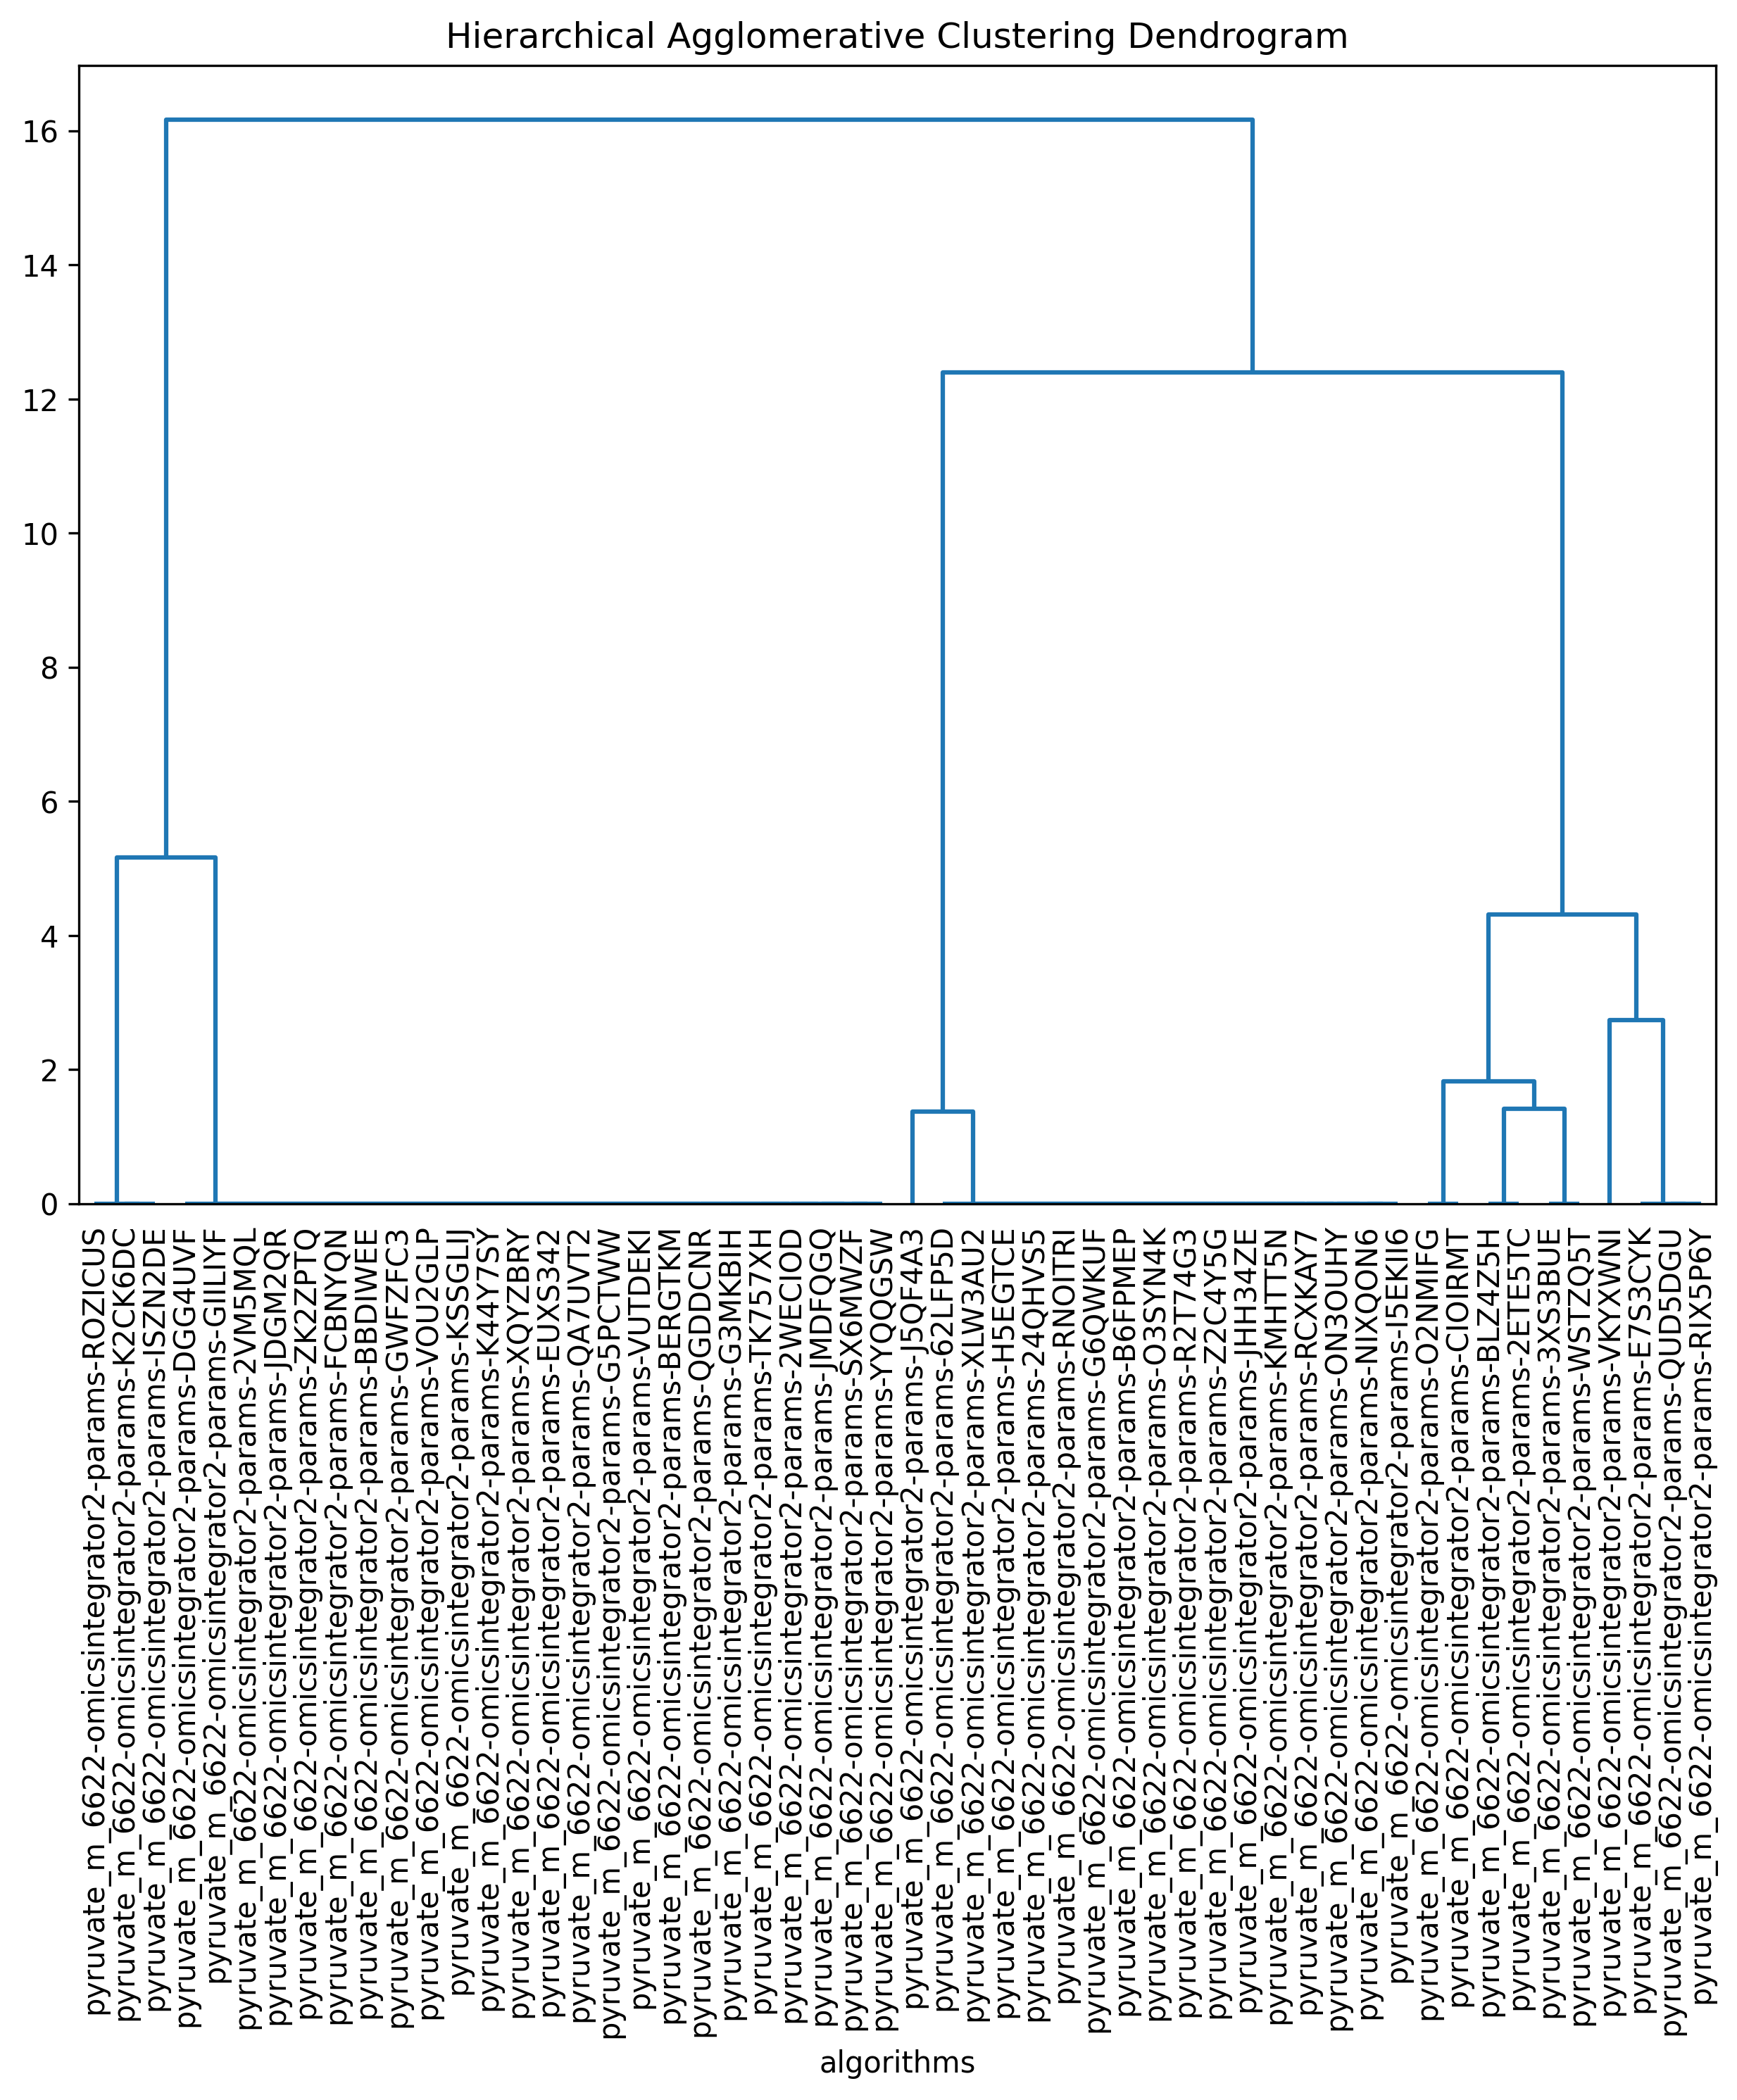 Hierarchical Agglomerative Clustering Dendrogram
16
14
12
10
8
6
4
2
0
pyruvate_m_6622-omicsintegrator2-params-ROZICUS
pyruvate_m_6622-omicsintegrator2-params-K2CK6DC
pyruvate_m_6622-omicsintegrator2-params-ISZN2DE
pyruvate_m_6622-omicsintegrator2-params-DGG4UVF
pyruvate_m_6622-omicsintegrator2-params-GIILIYF
pyruvate_m_6622-omicsintegrator2-params-2VM5MQL
pyruvate_m_6622-omicsintegrator2-params-JDGM2QR
pyruvate_m_6622-omicsintegrator2-params-ZK2ZPTQ
pyruvate_m_6622-omicsintegrator2-params-FCBNYQN
pyruvate_m_6622-omicsintegrator2-params-BBDIWEE
pyruvate_m_6622-omicsintegrator2-params-GWFZFC3
pyruvate_m_6622-omicsintegrator2-params-VOU2GLP
pyruvate_m_6622-omicsintegrator2-params-KSSGLIJ
pyruvate_m_6622-omicsintegrator2-params-K44Y7SY
pyruvate_m_6622-omicsintegrator2-params-XQYZBRY
pyruvate_m_6622-omicsintegrator2-params-EUXS342
pyruvate_m_6622-omicsintegrator2-params-QA7UVT2
pyruvate_m_6622-omicsintegrator2-params-G5PCTWW
pyruvate_m_6622-omicsintegrator2-params-VUTDEKI
pyruvate_m_6622-omicsintegrator2-params-BERGTKM
pyruvate_m_6622-omicsintegrator2-params-QGDDCNR
pyruvate_m_6622-omicsintegrator2-params-G3MKBIH
pyruvate_m_6622-omicsintegrator2-params-TK757XH
pyruvate_m_6622-omicsintegrator2-params-2WECIOD
pyruvate_m_6622-omicsintegrator2-params-JMDFQGQ
pyruvate_m_6622-omicsintegrator2-params-SX6MWZF
pyruvate_m_6622-omicsintegrator2-params-YYQQGSW
pyruvate_m_6622-omicsintegrator2-params-J5QF4A3
pyruvate_m_6622-omicsintegrator2-params-62LFP5D
pyruvate_m_6622-omicsintegrator2-params-XLW3AU2
pyruvate_m_6622-omicsintegrator2-params-H5EGTCE
pyruvate_m_6622-omicsintegrator2-params-24QHVS5
pyruvate_m_6622-omicsintegrator2-params-RNOITRI
pyruvate_m_6622-omicsintegrator2-params-G6QWKUF
pyruvate_m_6622-omicsintegrator2-params-B6FPMEP
pyruvate_m_6622-omicsintegrator2-params-O3SYN4K
pyruvate_m_6622-omicsintegrator2-params-R2T74G3
pyruvate_m_6622-omicsintegrator2-params-Z2C4Y5G
pyruvate_m_6622-omicsintegrator2-params-JHH34ZE
pyruvate_m_6622-omicsintegrator2-params-KMHTT5N
pyruvate_m_6622-omicsintegrator2-params-RCXKAY7
pyruvate_m_6622-omicsintegrator2-params-ON3OUHY
pyruvate_m_6622-omicsintegrator2-params-NIXQON6
pyruvate_m_6622-omicsintegrator2-params-I5EKII6
pyruvate_m_6622-omicsintegrator2-params-O2NMIFG
pyruvate_m_6622-omicsintegrator2-params-CIOIRMT
pyruvate_m_6622-omicsintegrator2-params-BLZ4Z5H
pyruvate_m_6622-omicsintegrator2-params-2ETE5TC
pyruvate_m_6622-omicsintegrator2-params-3XS3BUE
pyruvate_m_6622-omicsintegrator2-params-WSTZQ5T
pyruvate_m_6622-omicsintegrator2-params-VKYXWNI
pyruvate_m_6622-omicsintegrator2-params-E7S3CYK
pyruvate_m_6622-omicsintegrator2-params-QUD5DGU
pyruvate_m_6622-omicsintegrator2-params-RIX5P6Y
algorithms